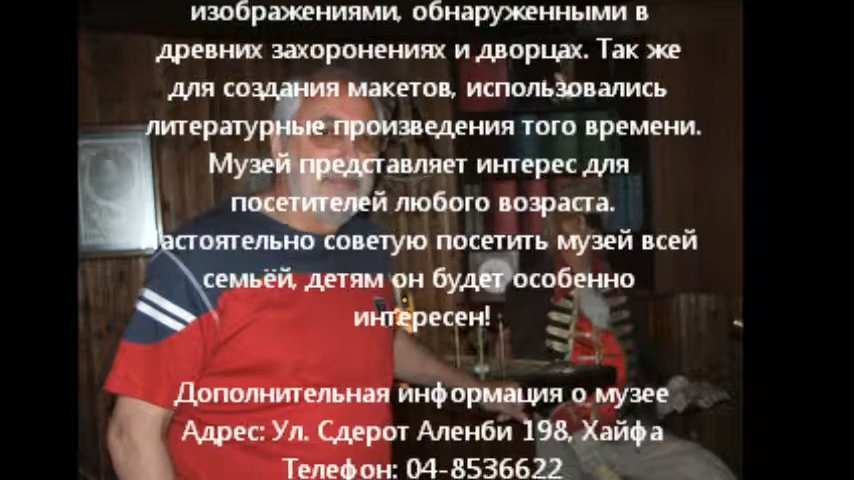 изображениями, обнаруженными в
древних захоронениях и дворцах. Так же
для создания макетов, использовались
литературные произведения того времени.
Музей представляет интерес для
посетителей любого возраста.
Настоятельно советую посетить музей всей
семьёй, детям он будет особенно
интересен!
Дополнительная информация о музее
Адрес: Ул. Сдерот Аленби 198, Хайфа
Телефон: 04-8536622